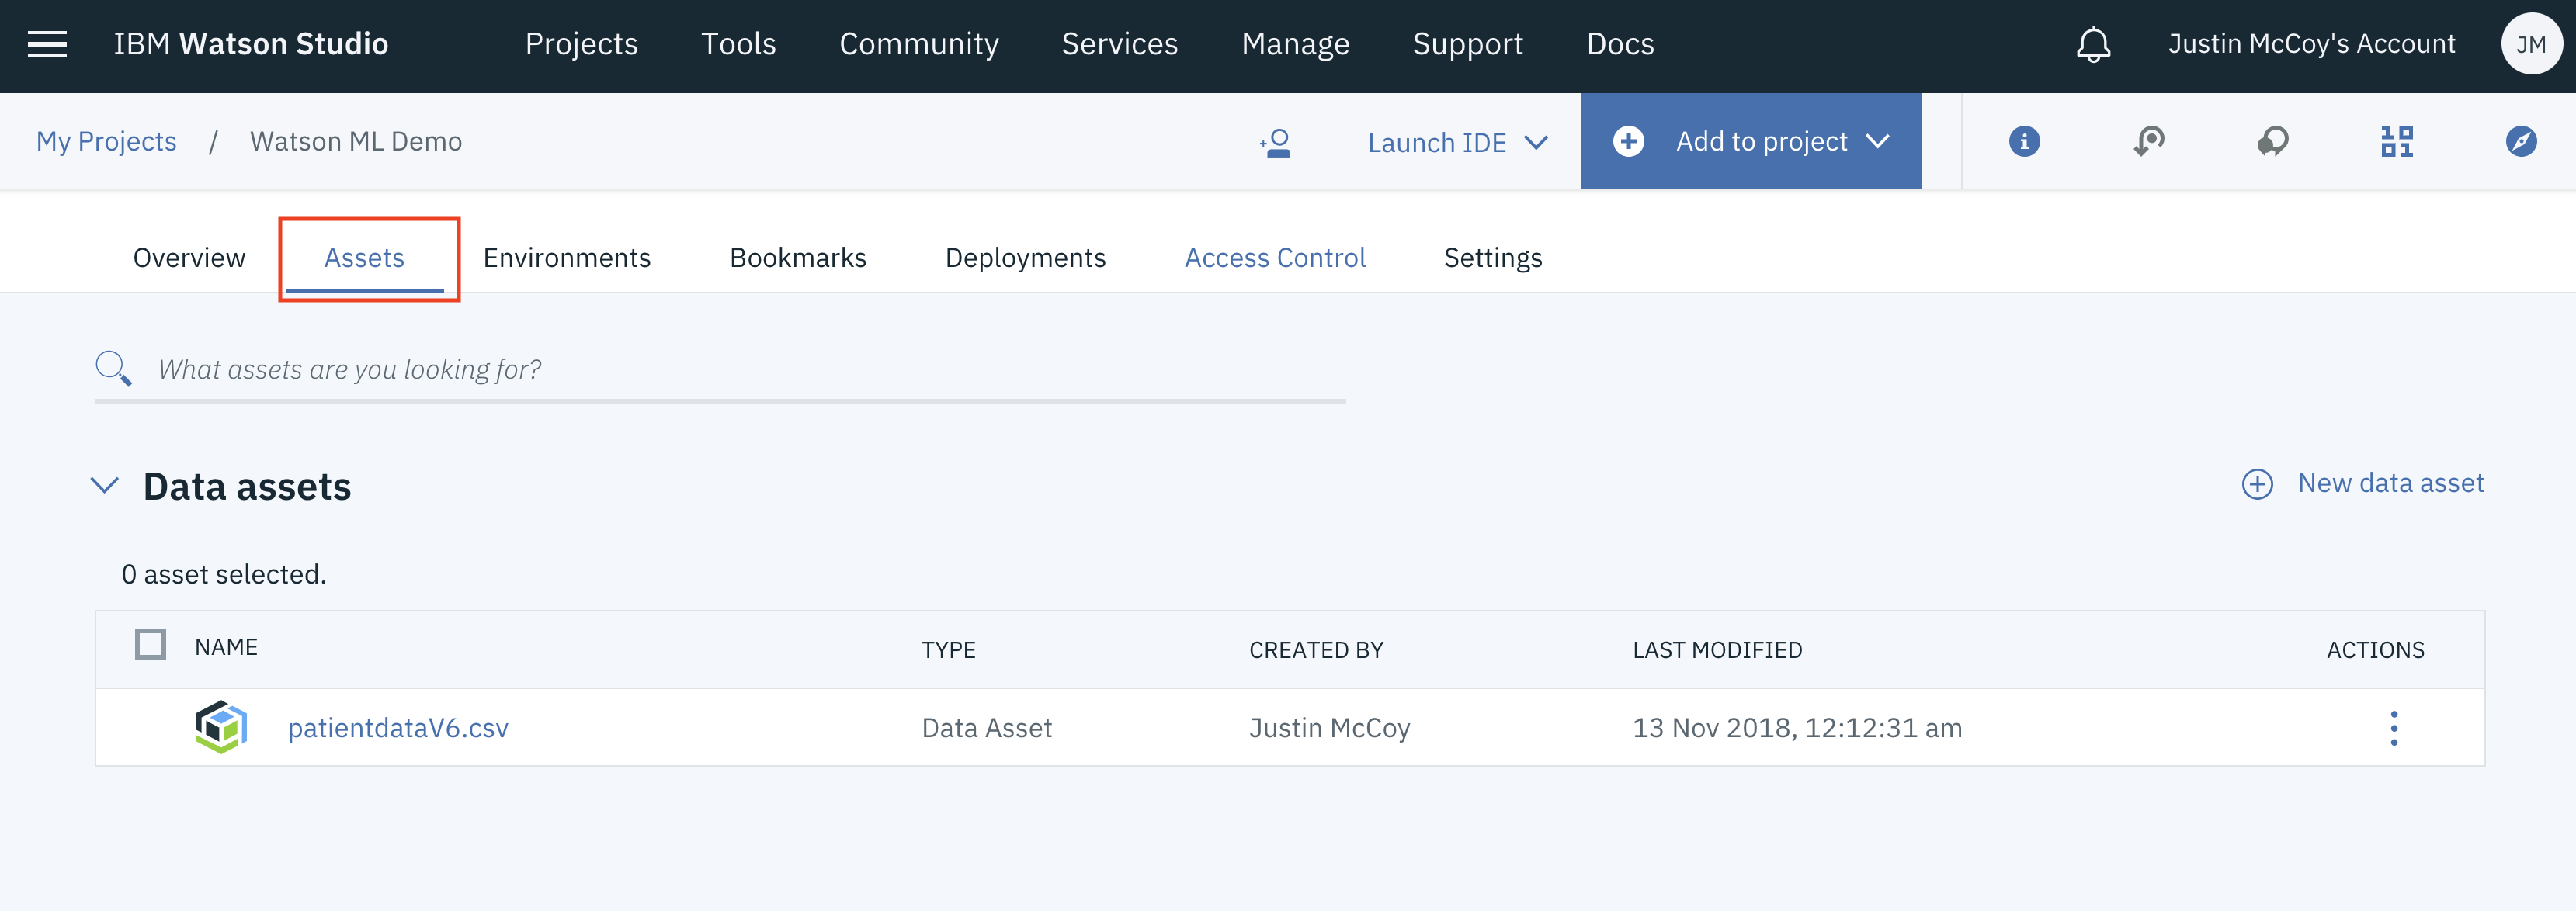 IBM Watson Studio Projects Tools Community Services Manage Support Docs Justin McCoy's Account JM
My Projects / Watson ML Demo Launch IDE Add to project
Overview Assets Environments Bookmarks Deployments Access Control Settings
What assets are you looking for?
Data assets New data asset
0 asset selected.
NAME TYPE CREATED BY LAST MODIFIED ACTIONS
patientdataV6.csv Data Asset Justin McCoy 13 Nov 2018, 12:12:31 am